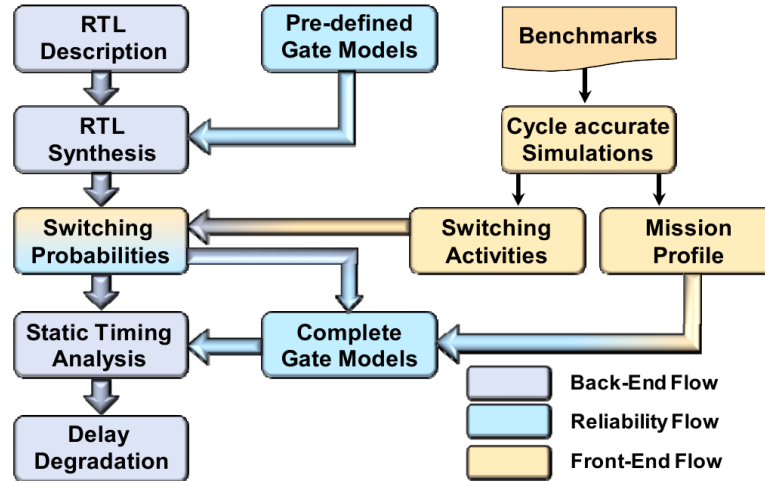 RTL
Description
Pre-defined
Gate Models
Benchmarks
RTL
Synthesis
Cycle accurate
Simulations
Switching
Probabilities
Switching
Activities
Mission
Profile
Static Timing
Analysis
Complete
Gate Models
Delay
Degradation
Back-End Flow
Reliability Flow
Front-End Flow